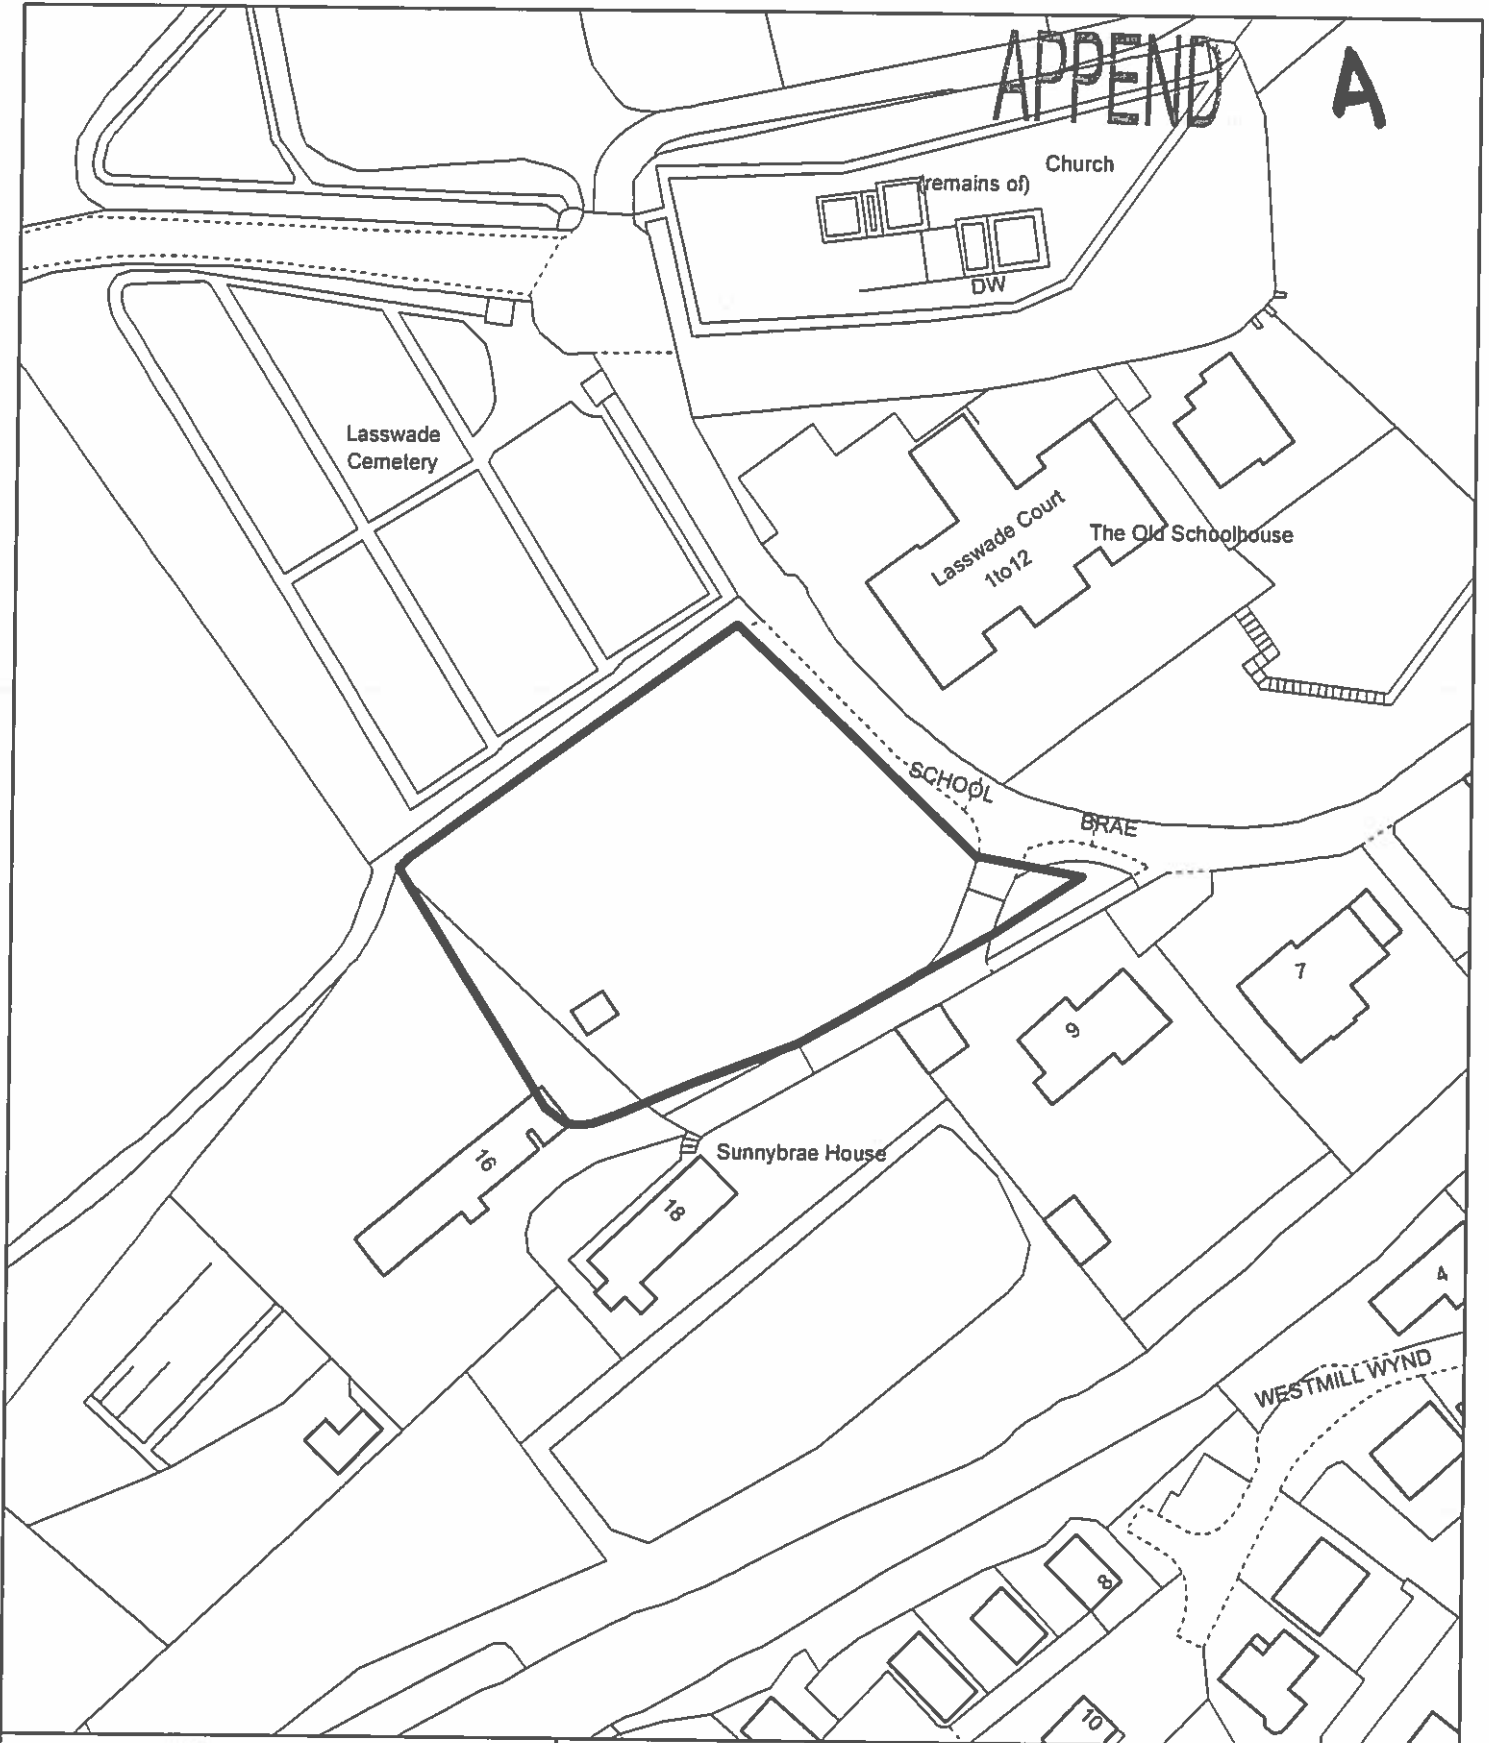 APPEND A
Church
(remains of)
DW
Lasswade
Cemetery
Lasswade Court
1to12
The Old Schoolhouse
SCHOOL
BRAE
7
9
16
Sunnybrae House
18
4
WESTMILL WYND
8
10